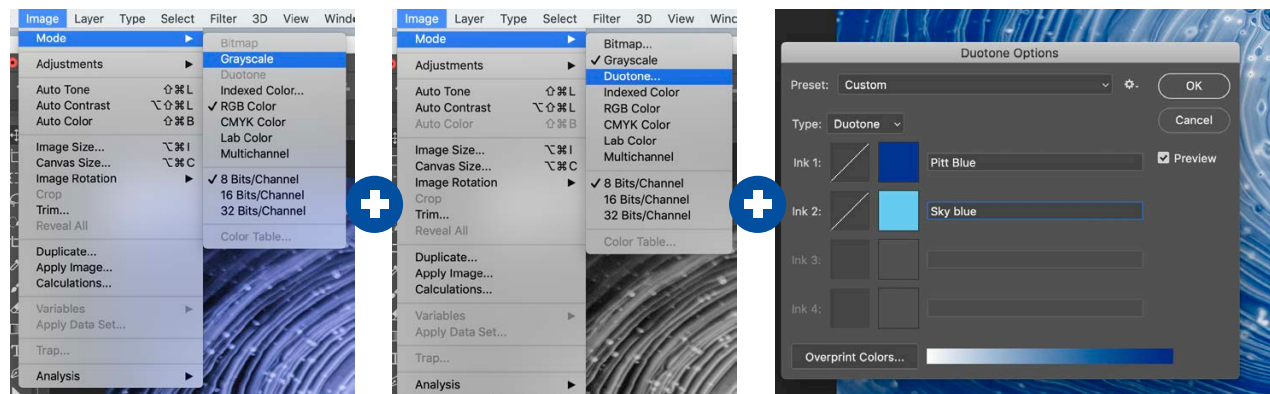 Image Layer Type Select Filter 3D View
Mode
Adjustments
Auto Tone ⇧⌘L
Auto Contrast ⌥⇧⌘L
Auto Color ⇧⌘B
Image Size... ⌥⌘I
Canvas Size... ⌥⌘C
Image Rotation
Crop
Trim...
Reveal All
Duplicate...
Apply Image...
Calculations...
Variables
Apply Data Set...
Trap...
Analysis
Bitmap
Grayscale
Duotone
Indexed Color...
✓ RGB Color
CMYK Color
Lab Color
Multichannel
✓ 8 Bits/Channel
16 Bits/Channel
32 Bits/Channel
Color Table...
Image Layer Type Select Filter 3D View
Mode
Adjustments
Auto Tone ⇧⌘L
Auto Contrast ⌥⇧⌘L
Auto Color ⇧⌘B
Image Size... ⌥⌘I
Canvas Size... ⌥⌘C
Image Rotation
Crop
Trim...
Reveal All
Duplicate...
Apply Image...
Calculations...
Variables
Apply Data Set...
Trap...
Analysis
Bitmap...
✓ Grayscale
Duotone...
Indexed Color
RGB Color
CMYK Color
Lab Color
Multichannel
✓ 8 Bits/Channel
16 Bits/Channel
32 Bits/Channel
Color Table...
Duotone Options
Preset: Custom
OK
Type: Duotone
Cancel
Ink 1: Pitt Blue
Preview
Ink 2: Sky blue
Ink 3:
Ink 4:
Overprint Colors...